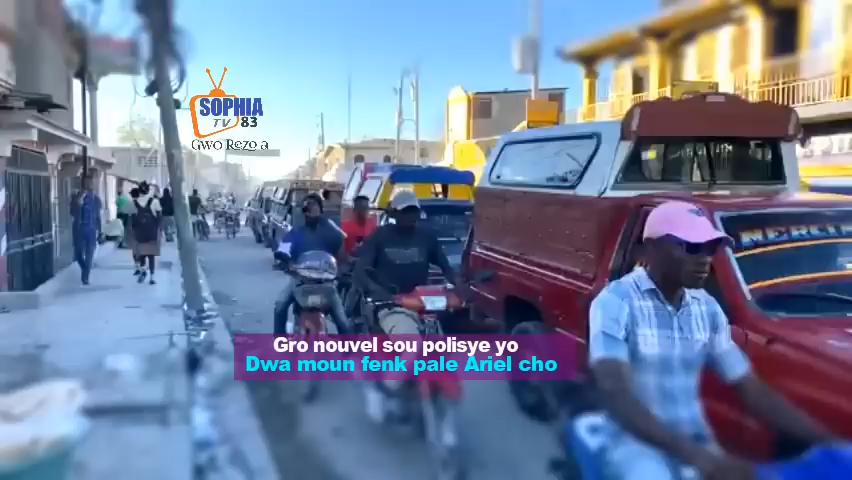 SOPHIA
TV 83
Gwo Rezo a
Gro nouvel sou polisye yo
Dwa moun fenk pale Ariel cho